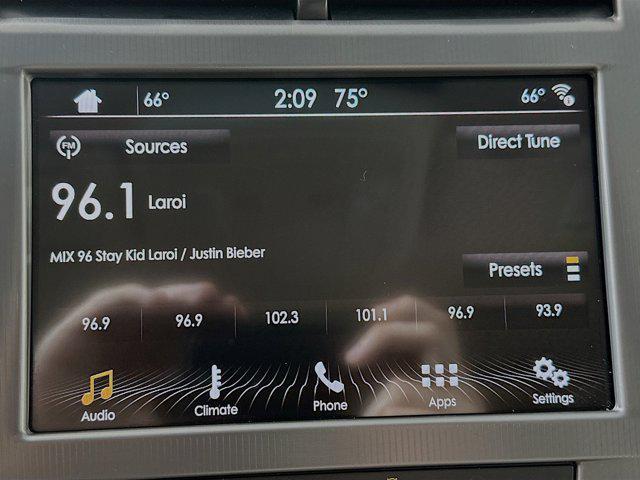 66° 2:09 75° 66°
FM Sources Direct Tune
96.1 Laroi
MIX 96 Stay Kid Laroi / Justin Bieber
Presets
96.9 96.9 102.3 101.1 96.9 93.9
Audio Climate Phone Apps Settings